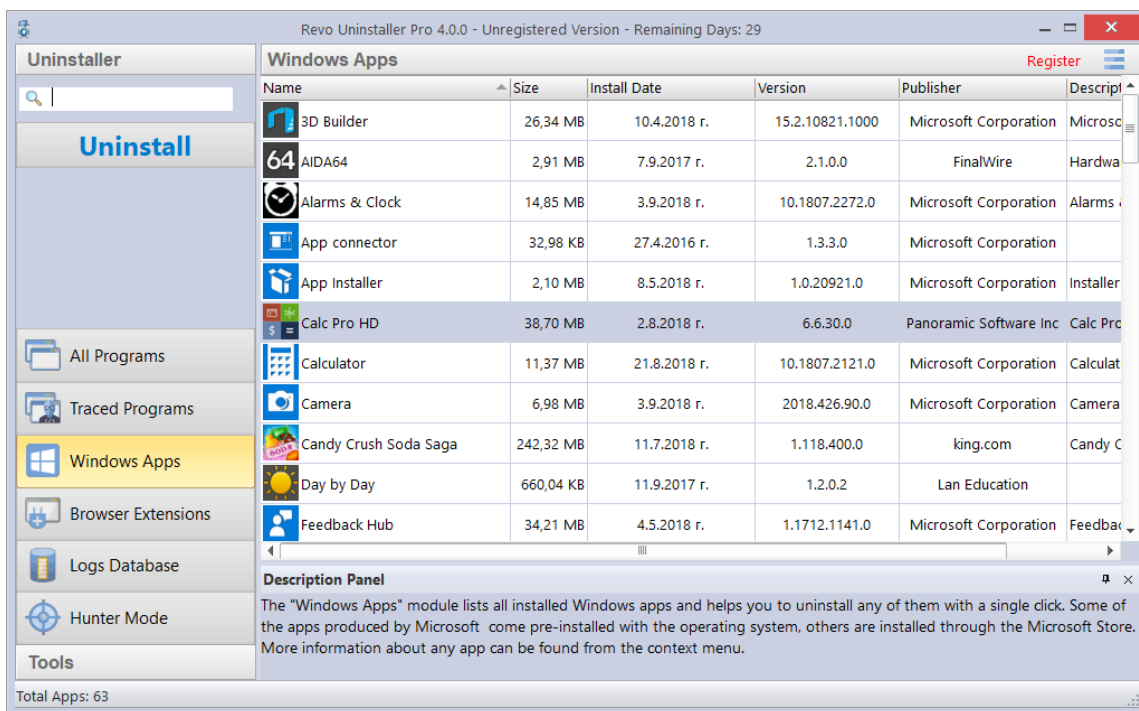 Revo Uninstaller Pro 4.0.0 - Unregistered Version - Remaining Days: 29
Uninstaller
Windows Apps
Register
Uninstall
All Programs
Traced Programs
Windows Apps
Browser Extensions
Logs Database
Hunter Mode
Tools
Name Size Install Date Version Publisher Descript
3D Builder 26,34 MB 10.4.2018 г. 15.2.10821.1000 Microsoft Corporation Microsc
64 AIDA64 2,91 MB 7.9.2017 г. 2.1.0.0 FinalWire Hardwa
Alarms & Clock 14,85 MB 3.9.2018 г. 10.1807.2272.0 Microsoft Corporation Alarms
App connector 32,98 KB 27.4.2016 г. 1.3.3.0 Microsoft Corporation
App Installer 2,10 MB 8.5.2018 г. 1.0.20921.0 Microsoft Corporation Installer
Calc Pro HD 38,70 MB 2.8.2018 г. 6.6.30.0 Panoramic Software Inc Calc Pro
Calculator 11,37 MB 21.8.2018 г. 10.1807.2121.0 Microsoft Corporation Calculat
Camera 6,98 MB 3.9.2018 г. 2018.426.90.0 Microsoft Corporation Camera
SODA Candy Crush Soda Saga 242,32 MB 11.7.2018 г. 1.118.400.0 king.com Candy C
Day by Day 660,04 KB 11.9.2017 г. 1.2.0.2 Lan Education
Feedback Hub 34,21 MB 4.5.2018 г. 1.1712.1141.0 Microsoft Corporation Feedbac
Description Panel
The "Windows Apps" module lists all installed Windows apps and helps you to uninstall any of them with a single click. Some of
the apps produced by Microsoft come pre-installed with the operating system, others are installed through the Microsoft Store.
More information about any app can be found from the context menu.
Total Apps: 63